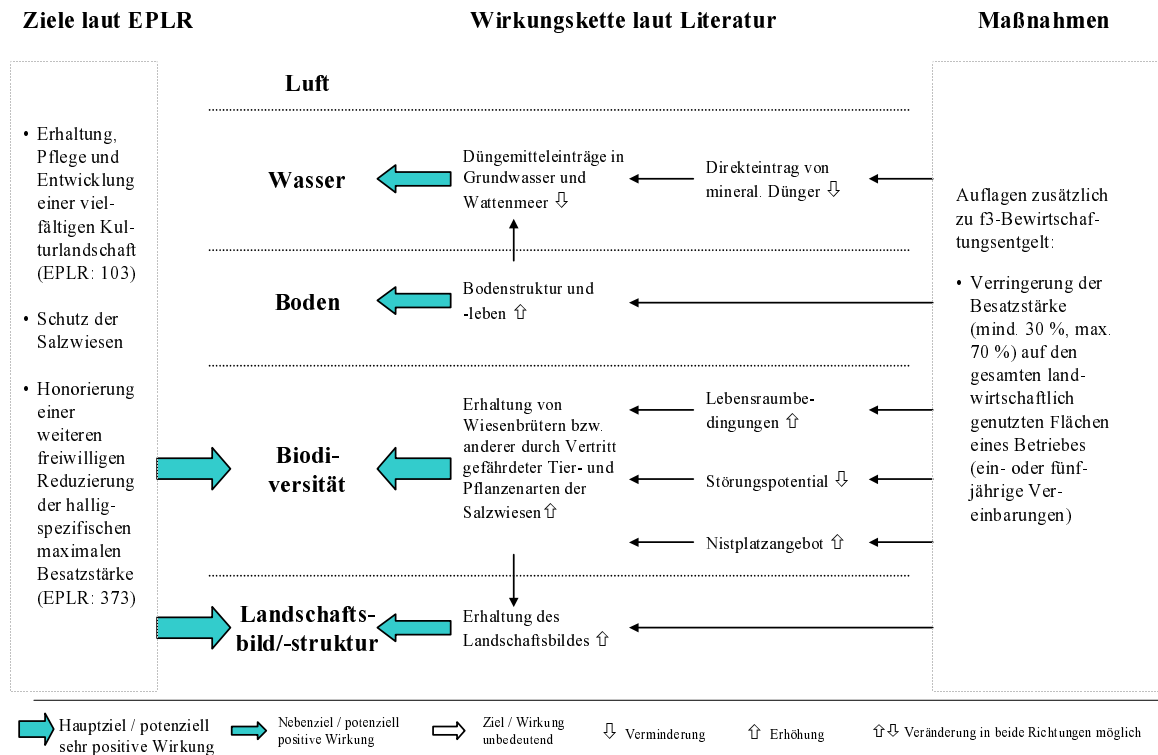 Ziele laut EPLR
Wirkungskette laut Literatur
Maßnahmen
• Erhaltung,
Pflege und
Entwicklung
einer viel-
fältigen Kul-
turlandschaft
(EPLR: 103)
• Schutz der
Salzwiesen
• Honorierung
einer
weiteren
freiwilligen
Reduzierung
der hallig-
spezifischen
maximalen
Besatzstärke
(EPLR: 373)
Luft
Wasser
Düngemitteleinträge in
Grundwasser und
Wattenmeer ⇩
Direkteintrag von
mineral. Dünger ⇩
Boden
Bodenstruktur und
-leben ⇧
Biodi-
versität
Erhaltung von
Wiesenbrütern bzw.
anderer durch Vertritt
gefährdeter Tier- und
Pflanzenarten der
Salzwiesen ⇧
Lebensraumbe-
dingungen ⇧
Störungspotential ⇩
Nistplatzangebot ⇧
Landschafts-
bild/-struktur
Erhaltung des
Landschaftsbildes ⇧
Auflagen zusätzlich
zu f3-Bewirtschaf-
tungsentgelt:
• Verringerung der
Besatzstärke
(mind. 30 %, max.
70 %) auf den
gesamten land-
wirtschaftlich
genutzten Flächen
eines Betriebes
(ein- oder fünf-
jährige Ver-
einbarungen)
Hauptziel / potenziell
sehr positive Wirkung
Nebenziel / potenziell
positive Wirkung
Ziel / Wirkung
unbedeutend
⇩ Verminderung
⇧ Erhöhung
⇧⇩ Veränderung in beide Richtungen möglich